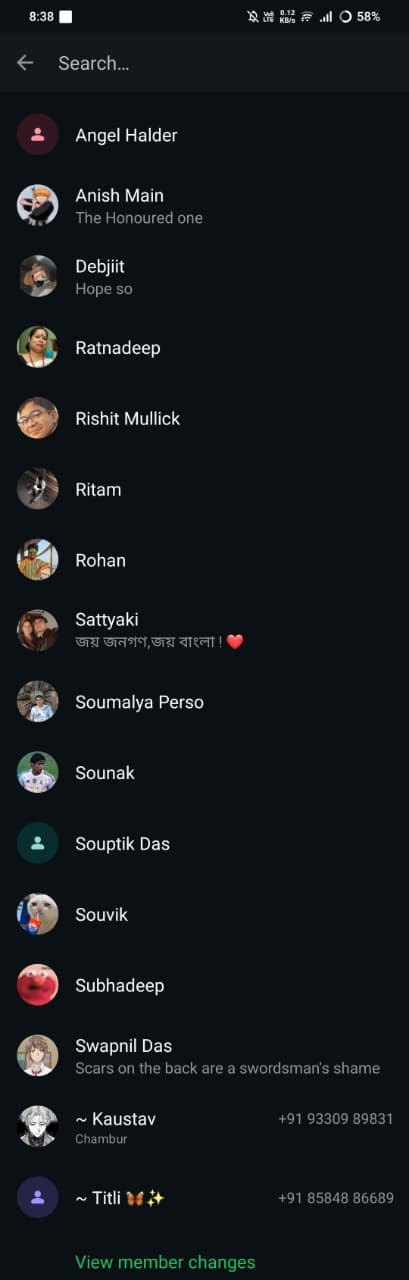 8:38
Vo) LTE 0.12 KB/s 58%
Search...
Angel Halder
Anish Main
The Honoured one
Debjiit
Hope so
Ratnadeep
Rishit Mullick
Ritam
Rohan
Sattyaki
জয় জনগণ,জয় বাংলা ! ❤️
Soumalya Perso
Sounak
Souptik Das
Souvik
Subhadeep
Swapnil Das
Scars on the back are a swordsman's shame
~ Kaustav +91 93309 89831
Chambur
~ Titli 🦋✨ +91 85848 86689
View member changes